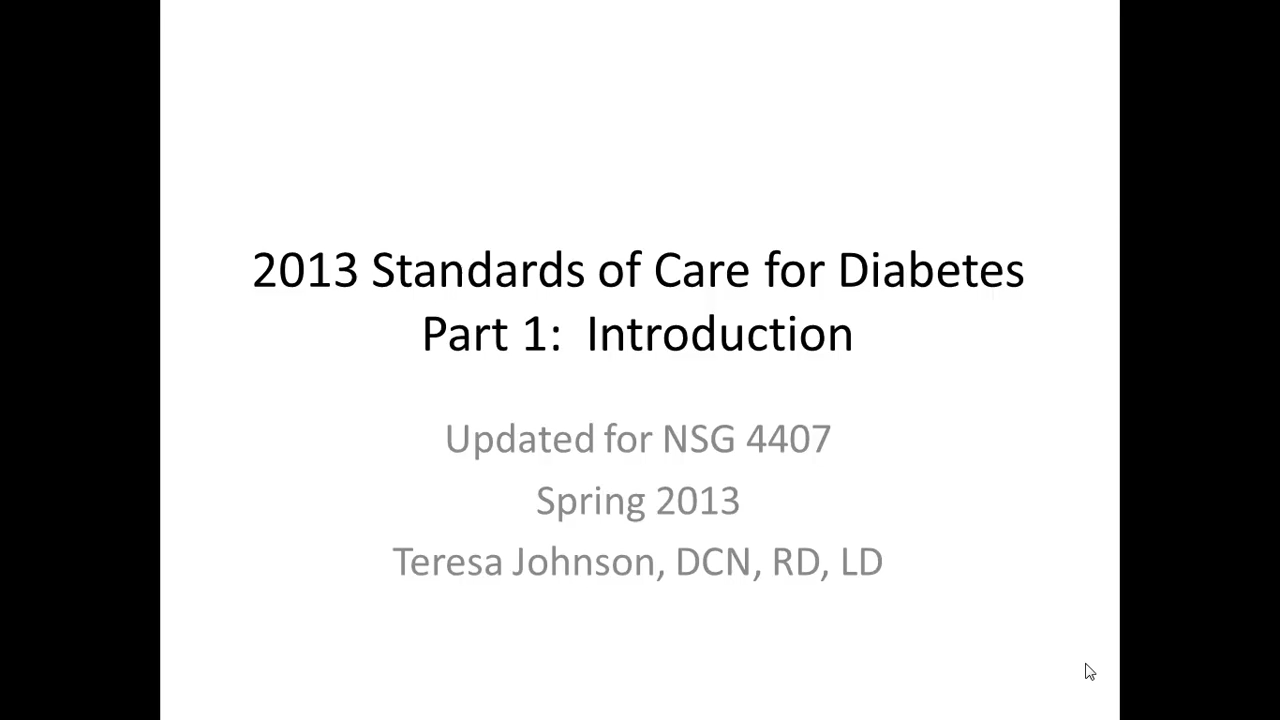 2013 Standards of Care for Diabetes
Part 1:  Introduction
Updated for NSG 4407
Spring 2013
Teresa Johnson, DCN, RD, LD